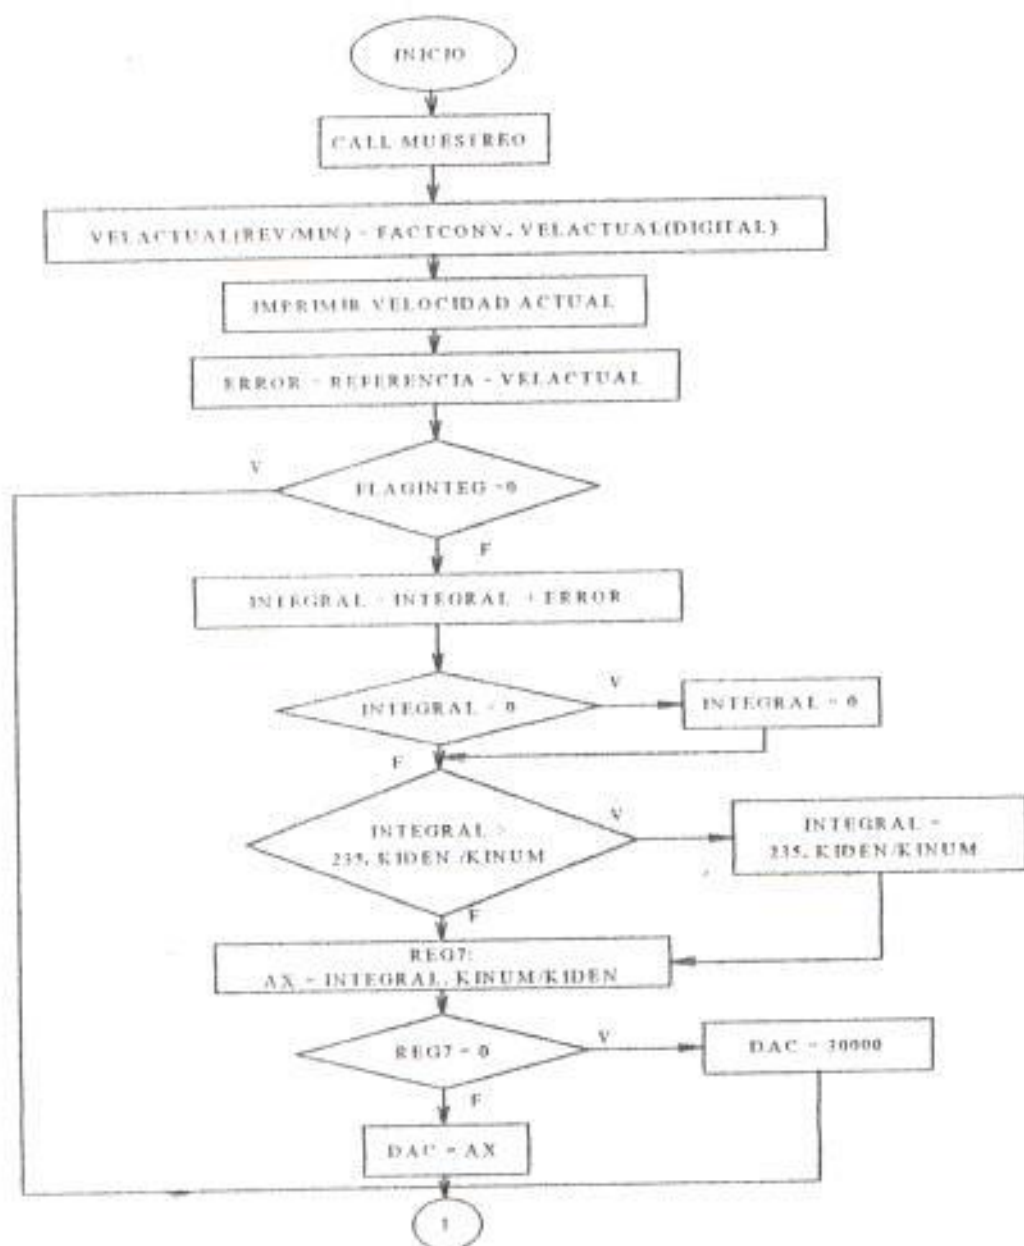 INICIO
CALL MUESTREO
VELACTUAL(REV/MIN) = FACTCONV. VELACTUAL(DIGITAL)
IMPRIMIR VELOCIDAD ACTUAL
ERROR = REFERENCIA - VELACTUAL
V
FLAGINTEG =0
F
INTEGRAL = INTEGRAL + ERROR
V
INTEGRAL < 0
INTEGRAL = 0
F
V
INTEGRAL >
235. KIDEN /KINUM
INTEGRAL =
235. KIDEN/KINUM
F
REG7:
AX = INTEGRAL. KINUM/KIDEN
V
REG7 = 0
DAC = 30000
F
DAC = AX
1